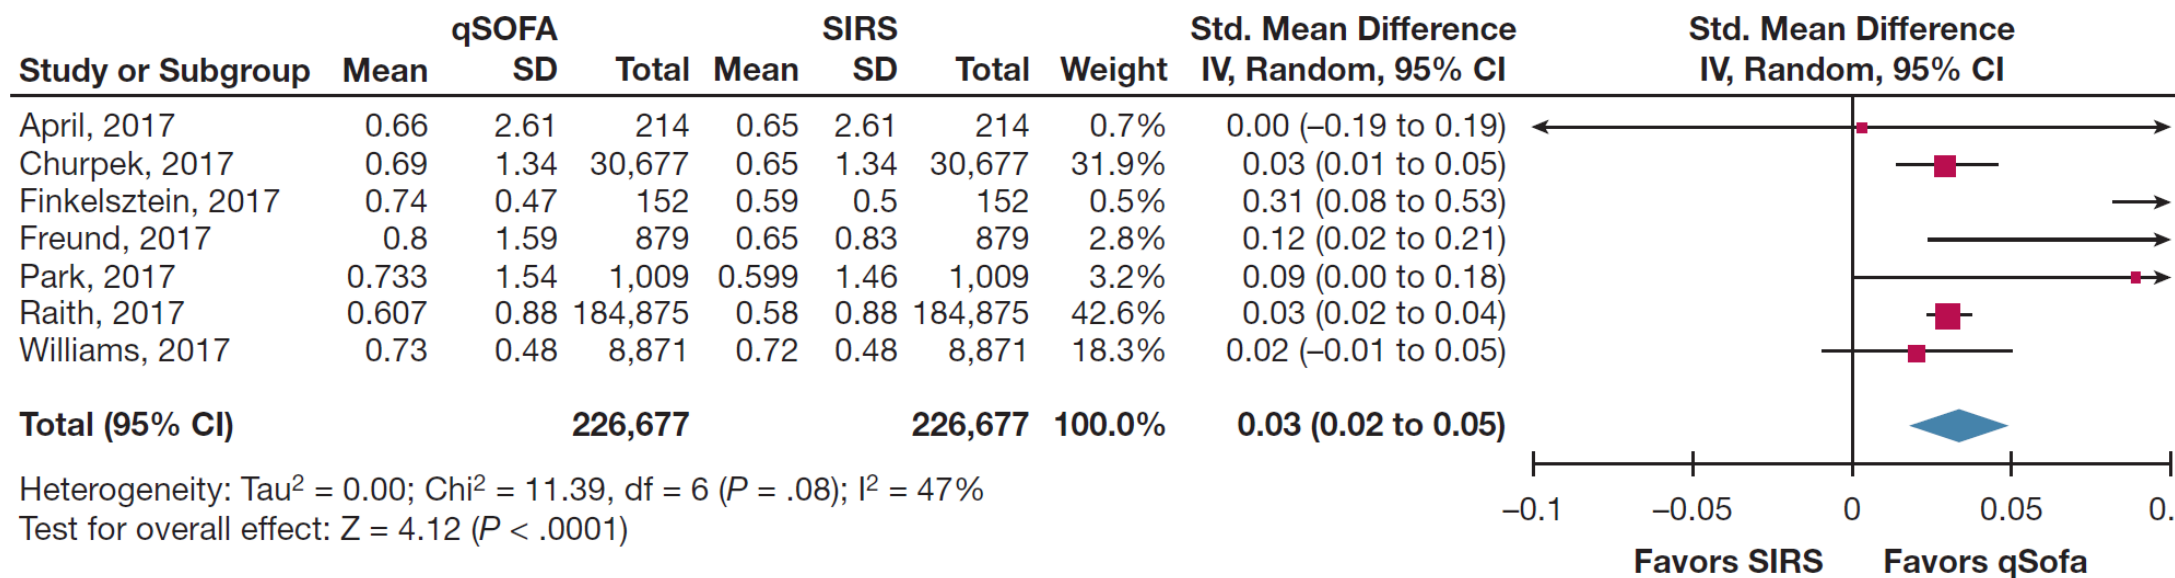 qSOFA SIRS Std. Mean Difference Std. Mean Difference
Study or Subgroup Mean SD Total Mean SD Total Weight IV, Random, 95% CI IV, Random, 95% CI
April, 2017 0.66 2.61 214 0.65 2.61 214 0.7% 0.00 (–0.19 to 0.19)
Churpek, 2017 0.69 1.34 30,677 0.65 1.34 30,677 31.9% 0.03 (0.01 to 0.05)
Finkelsztein, 2017 0.74 0.47 152 0.59 0.5 152 0.5% 0.31 (0.08 to 0.53)
Freund, 2017 0.8 1.59 879 0.65 0.83 879 2.8% 0.12 (0.02 to 0.21)
Park, 2017 0.733 1.54 1,009 0.599 1.46 1,009 3.2% 0.09 (0.00 to 0.18)
Raith, 2017 0.607 0.88 184,875 0.58 0.88 184,875 42.6% 0.03 (0.02 to 0.04)
Williams, 2017 0.73 0.48 8,871 0.72 0.48 8,871 18.3% 0.02 (–0.01 to 0.05)
Total (95% CI) 226,677 226,677 100.0% 0.03 (0.02 to 0.05)
Heterogeneity: Tau² = 0.00; Chi² = 11.39, df = 6 (P = .08); I² = 47%
Test for overall effect: Z = 4.12 (P < .0001)
–0.1 –0.05 0 0.05 0.
Favors SIRS Favors qSofa